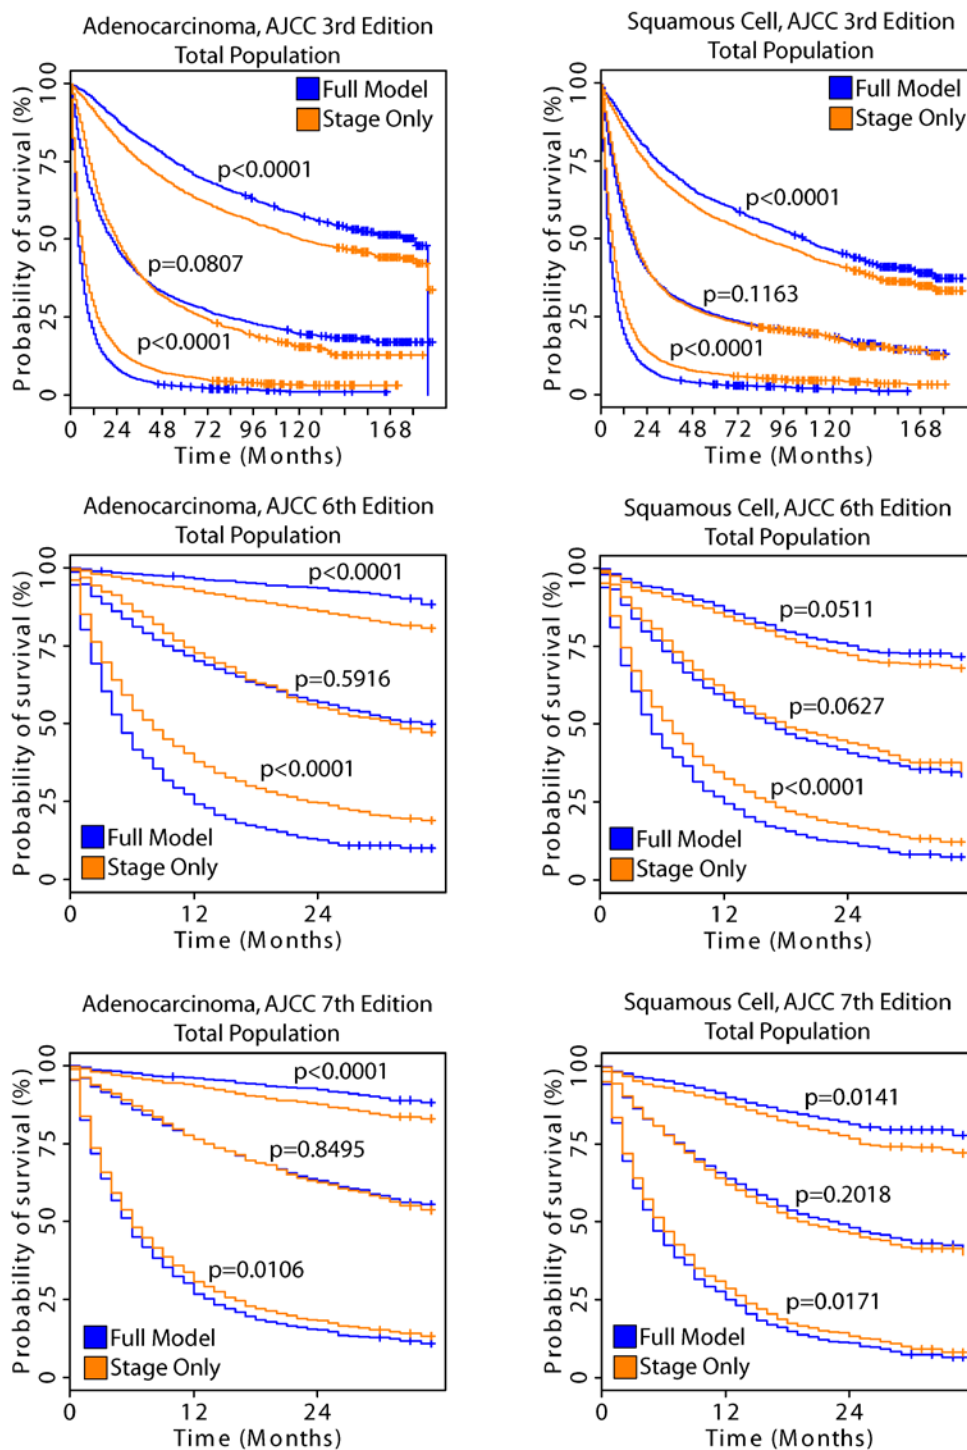 Adenocarcinoma, AJCC 3rd Edition
Total Population
Probability of survival (%)
100
75
50
25
0
Full Model
Stage Only
p<0.0001
p=0.0807
p<0.0001
0 24 48 72 96 120 168
Time (Months)
Squamous Cell, AJCC 3rd Edition
Total Population
Probability of survival (%)
100
75
50
25
0
Full Model
Stage Only
p<0.0001
p=0.1163
p<0.0001
0 24 48 72 96 120 168
Time (Months)
Adenocarcinoma, AJCC 6th Edition
Total Population
Probability of survival (%)
100
75
50
25
0
p<0.0001
p=0.5916
p<0.0001
Full Model
Stage Only
0 12 24
Time (Months)
Squamous Cell, AJCC 6th Edition
Total Population
Probability of survival (%)
100
75
50
25
0
p=0.0511
p=0.0627
p<0.0001
Full Model
Stage Only
0 12 24
Time (Months)
Adenocarcinoma, AJCC 7th Edition
Total Population
Probability of survival (%)
100
75
50
25
0
p<0.0001
p=0.8495
p=0.0106
Full Model
Stage Only
0 12 24
Time (Months)
Squamous Cell, AJCC 7th Edition
Total Population
Probability of survival (%)
100
75
50
25
0
p=0.0141
p=0.2018
p=0.0171
Full Model
Stage Only
0 12 24
Time (Months)